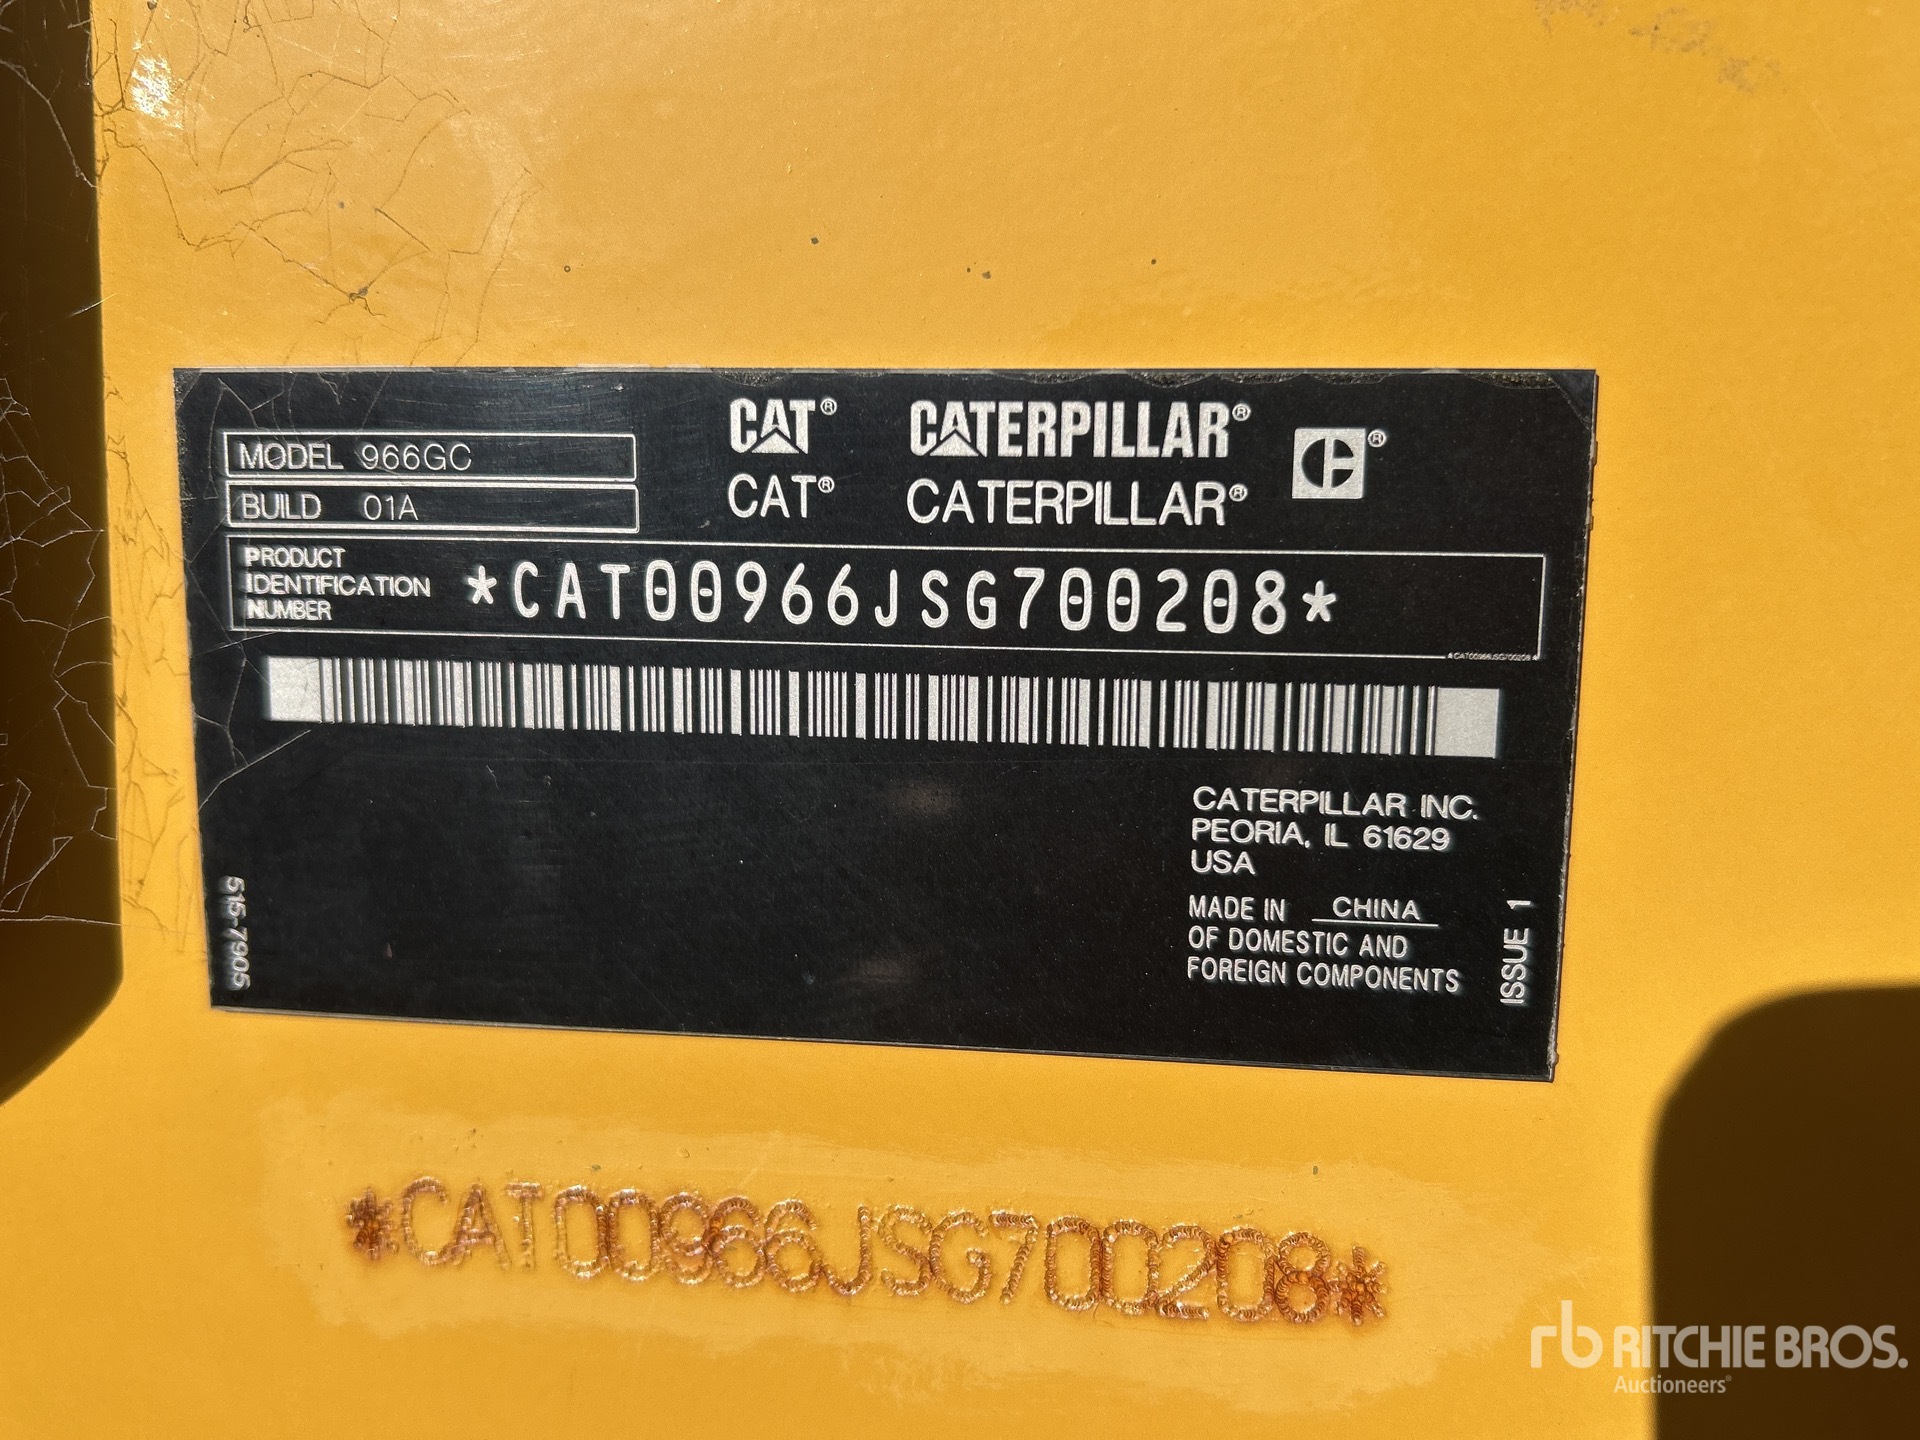 MODEL 966GC
BUILD 01A
CAT® CATERPILLAR® C®
CAT® CATERPILLAR®
PRODUCT
IDENTIFICATION
NUMBER
*CAT00966JSG700208*
*CAT00966JSG700208*
CATERPILLAR INC.
PEORIA, IL 61629
USA
MADE IN CHINA
OF DOMESTIC AND
FOREIGN COMPONENTS
515-7905
ISSUE 1
*CAT00966JSG700208*
rb RITCHIE BROS.
Auctioneers®